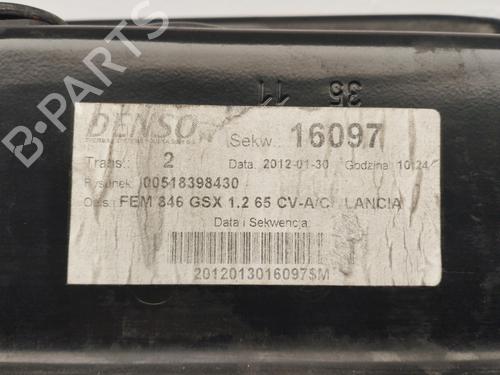 35
11
DENSO
Sekw. 16097
Trans.: 2 Data: 2012-01-30 Godzina: 10:24
Rysunek: 00518398430
Opis: FEM 846 GSX 1.2 65 CV-A/C LANCIA
Data i Sekwencja
2012013016097$M
B-Parts